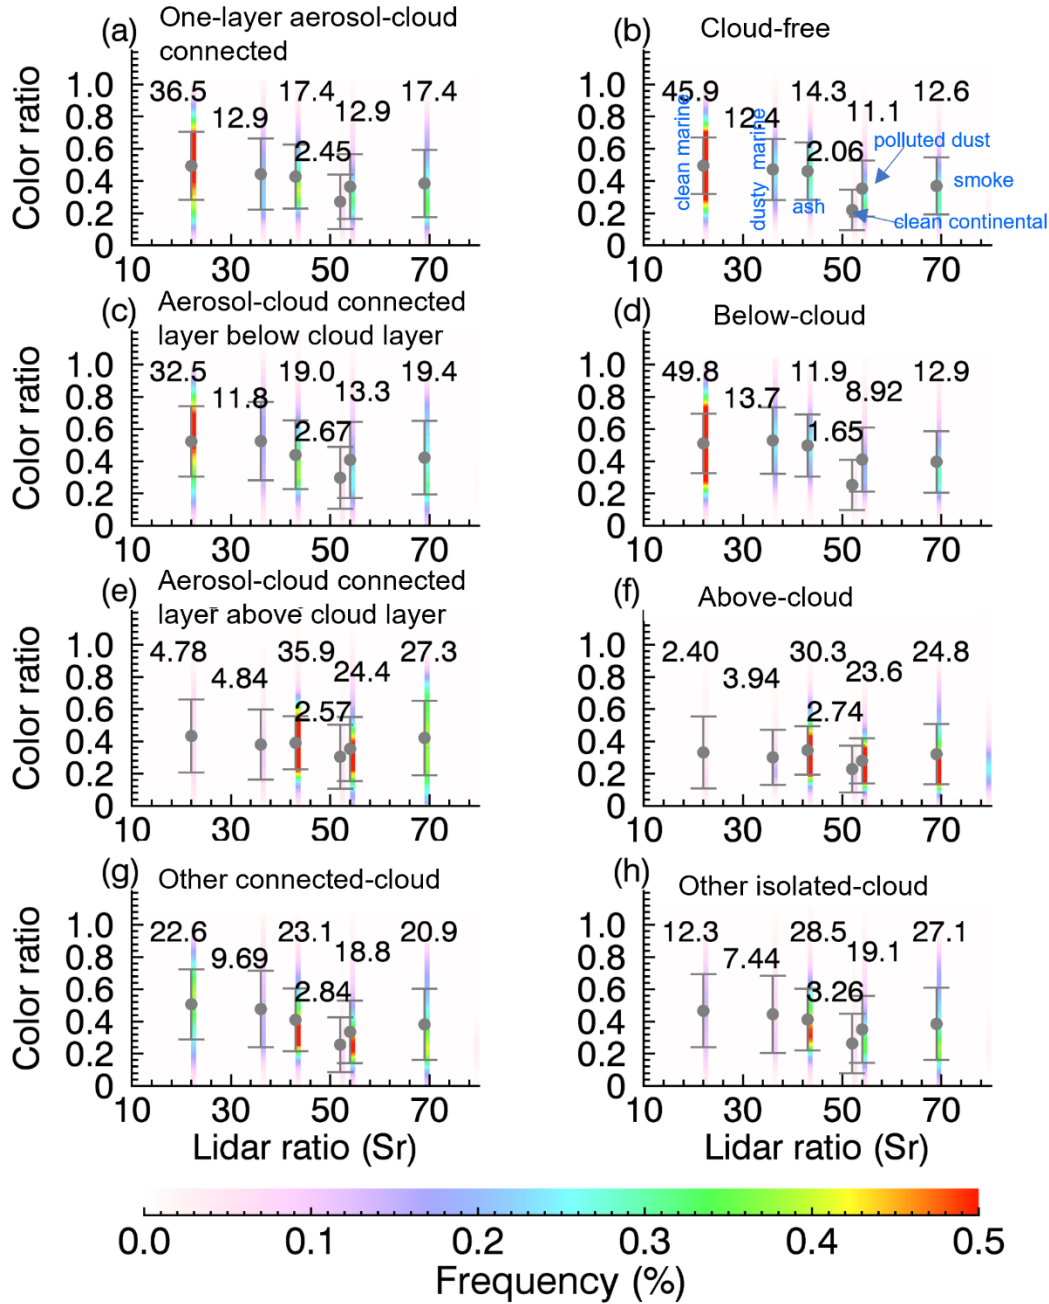 (a) One-layer aerosol-cloud
connected
(b) Cloud-free
Color ratio
1.0
0.8
0.6
0.4
0.2
0
36.5
12.9
17.4
2.45
12.9
17.4
10 30 50 70
1.0
0.8
0.6
0.4
0.2
0
45.9
12.4
14.3
2.06
11.1
12.6
clean marine
dusty marine
ash
polluted dust
clean continental
smoke
10 30 50 70
(c) Aerosol-cloud connected
layer below cloud layer
(d) Below-cloud
Color ratio
1.0
0.8
0.6
0.4
0.2
0
32.5
11.8
19.0
2.67
13.3
19.4
10 30 50 70
1.0
0.8
0.6
0.4
0.2
0
49.8
13.7
11.9
1.65
8.92
12.9
10 30 50 70
(e) Aerosol-cloud connected
layer above cloud layer
(f) Above-cloud
Color ratio
1.0
0.8
0.6
0.4
0.2
0
4.78
4.84
35.9
2.57
24.4
27.3
10 30 50 70
1.0
0.8
0.6
0.4
0.2
0
2.40
3.94
30.3
2.74
23.6
24.8
10 30 50 70
(g) Other connected-cloud
(h) Other isolated-cloud
Color ratio
1.0
0.8
0.6
0.4
0.2
0
22.6
9.69
23.1
2.84
18.8
20.9
10 30 50 70
Lidar ratio (Sr)
1.0
0.8
0.6
0.4
0.2
0
12.3
7.44
28.5
3.26
19.1
27.1
10 30 50 70
Lidar ratio (Sr)
0.0 0.1 0.2 0.3 0.4 0.5
Frequency (%)